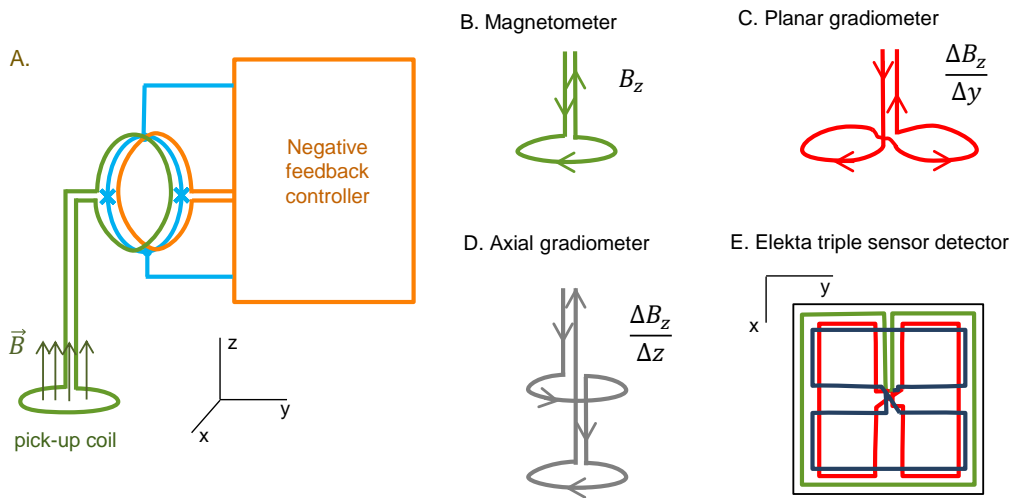 A.
Negative
feedback
controller
B⃗
pick-up coil
z
y
x
B. Magnetometer
B_z
C. Planar gradiometer
ΔB_z
Δy
D. Axial gradiometer
ΔB_z
Δz
E. Elekta triple sensor detector
y
x